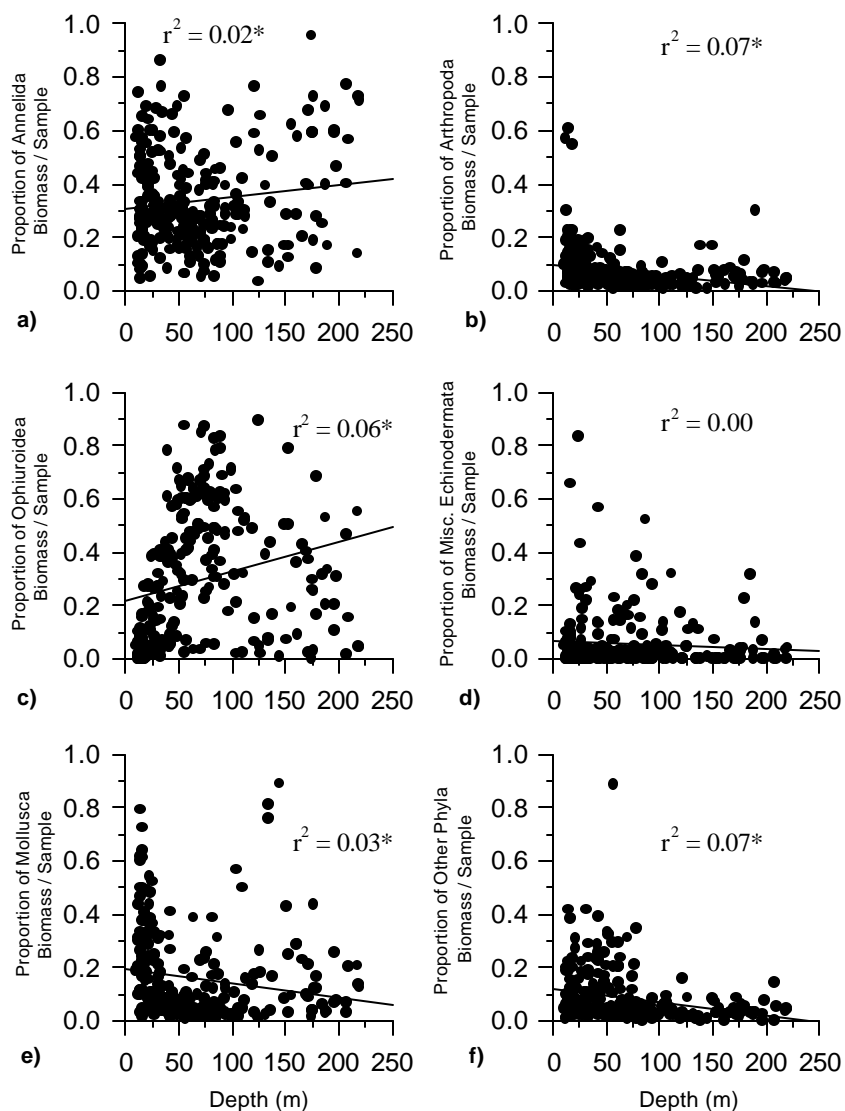 1.0
0.8
0.6
0.4
0.2
0.0
Proportion of Annelida
Biomass / Sample
r² = 0.02*
0 50 100 150 200 250
a)
1.0
0.8
0.6
0.4
0.2
0.0
Proportion of Arthropoda
Biomass / Sample
r² = 0.07*
0 50 100 150 200 250
b)
1.0
0.8
0.6
0.4
0.2
0.0
Proportion of Ophiuroidea
Biomass / Sample
r² = 0.06*
0 50 100 150 200 250
c)
1.0
0.8
0.6
0.4
0.2
0.0
Proportion of Misc. Echinodermata
Biomass / Sample
r² = 0.00
0 50 100 150 200 250
d)
1.0
0.8
0.6
0.4
0.2
0.0
Proportion of Mollusca
Biomass / Sample
r² = 0.03*
0 50 100 150 200 250
e)
Depth (m)
1.0
0.8
0.6
0.4
0.2
0.0
Proportion of Other Phyla
Biomass / Sample
r² = 0.07*
0 50 100 150 200 250
f)
Depth (m)